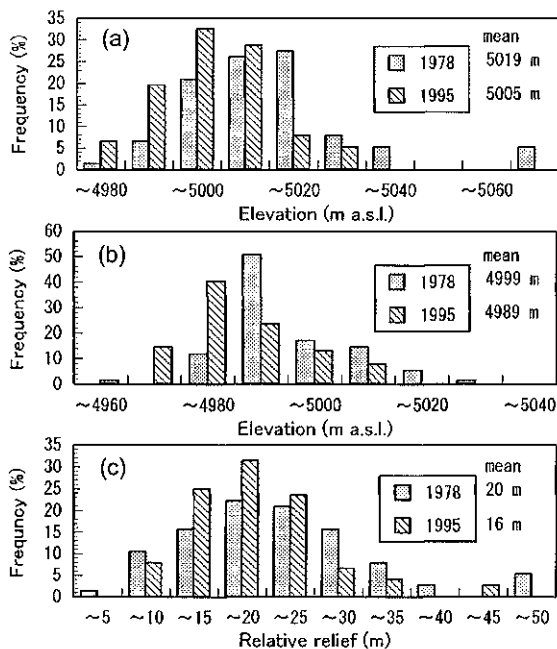 (a)
Frequency (%)
35
30
25
20
15
10
5
0
mean
1978 5019 m
1995 5005 m
~4980 ~5000 ~5020 ~5040 ~5060
Elevation (m a.s.l.)
(b)
Frequency (%)
60
50
40
30
20
10
0
mean
1978 4999 m
1995 4989 m
~4960 ~4980 ~5000 ~5020 ~5040
Elevation (m a.s.l.)
(c)
Frequncy (%)
35
30
25
20
15
10
5
0
mean
1978 20 m
1995 16 m
~5 ~10 ~15 ~20 ~25 ~30 ~35 ~40 ~45 ~50
Relative relief (m)